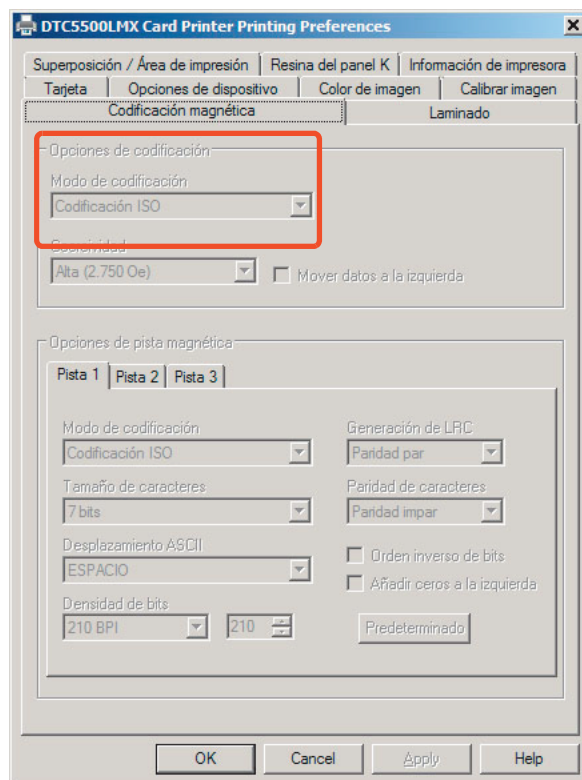 DTC5500LMX Card Printer Printing Preferences
Superposición / Área de impresión Resina del panel K Información de impresora
Tarjeta Opciones de dispositivo Color de imagen Calibrar imagen
Codificación magnética Laminado
Opciones de codificación
Modo de codificación
Codificación ISO
Coercividad
Alta (2.750 Oe) Mover datos a la izquierda
Opciones de pista magnética
Pista 1 Pista 2 Pista 3
Modo de codificación Generación de LRC
Codificación ISO Paridad par
Tamaño de caracteres Paridad de caracteres
7 bits Paridad impar
Desplazamiento ASCII Orden inverso de bits
ESPACIO Añadir ceros a la izquierda
Densidad de bits
210 BPI 210 Predeterminado
OK Cancel Apply Help